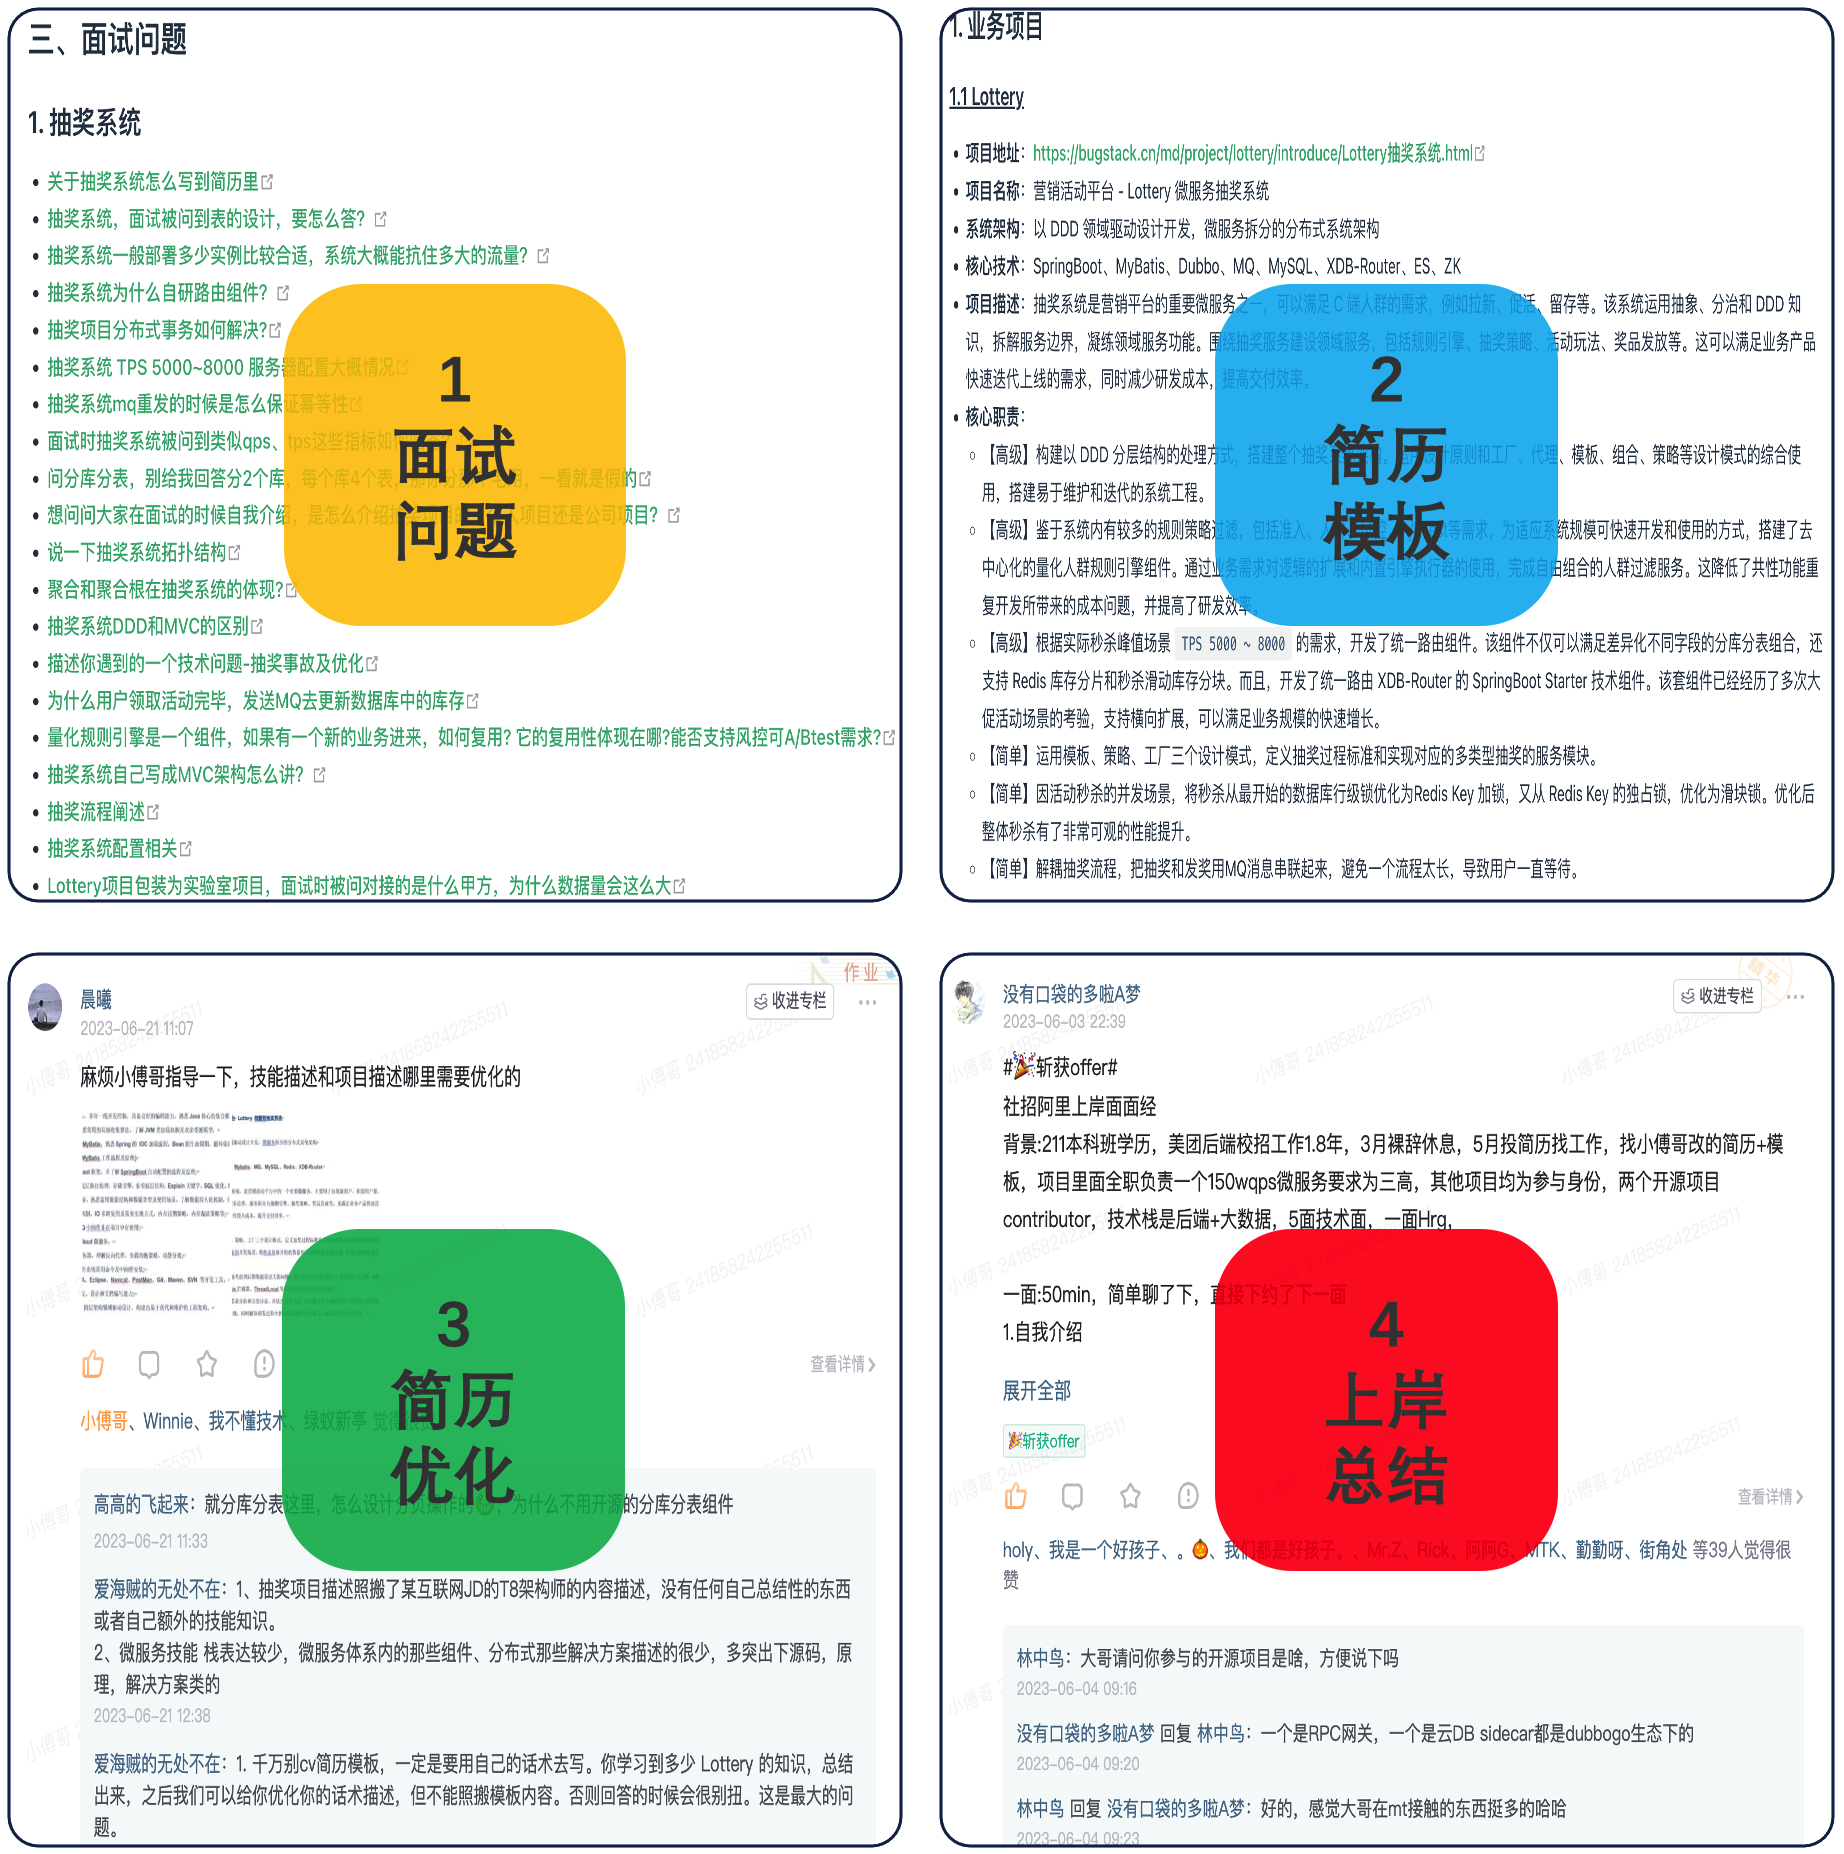 三、面试问题
1. 抽奖系统
关于抽奖系统怎么写到简历里
抽奖系统，面试被问到表的设计，要怎么答？
抽奖系统一般部署多少实例比较合适，系统大概能抗住多大的流量？
抽奖系统为什么自研路由组件？
抽奖项目分布式事务如何解决?
抽奖系统 TPS 5000~8000 服务器配置大概情况
抽奖系统mq重发的时候是怎么保证幂等性
面试时抽奖系统被问到类似qps、tps这些指标如
问分库分表，别给我回答分2个库，每个库4个表，
用，一看就是假的
想问问大家在面试的时候自我介绍，是怎么介绍
项目还是公司项目？
说一下抽奖系统拓扑结构
聚合和聚合根在抽奖系统的体现?
抽奖系统DDD和MVC的区别
描述你遇到的一个技术问题-抽奖事故及优化
为什么用户领取活动完毕，发送MQ去更新数据库中的库存
量化规则引擎是一个组件，如果有一个新的业务进来，如何复用? 它的复用性体现在哪?能否支持风控可A/Btest需求?
抽奖系统自己写成MVC架构怎么讲？
抽奖流程阐述
抽奖系统配置相关
Lottery项目包装为实验室项目，面试时被问对接的是什么甲方，为什么数据量会这么大
1
面试
问题
1. 业务项目
1.1 Lottery
项目地址：https://bugstack.cn/md/project/lottery/introduce/Lottery抽奖系统.html
项目名称：营销活动平台 - Lottery 微服务抽奖系统
系统架构：以 DDD 领域驱动设计开发，微服务拆分的分布式系统架构
核心技术：SpringBoot、MyBatis、Dubbo、MQ、MySQL、XDB-Router、ES、ZK
项目描述：抽奖系统是营销平台的重要微服务之一，可以满足 C 端人群的需求，例如拉新、促活、留存等。该系统运用抽象、分治和 DDD 知
识，拆解服务边界，凝练领域服务功能。围绕抽奖服务建设领域服务，包括规则引擎、抽奖策略、活动玩法、奖品发放等。这可以满足业务产品
快速迭代上线的需求，同时减少研发成本，提高交付效率。
核心职责：
【高级】构建以 DDD 分层结构的处理方式，搭建整个抽奖
计原则和工厂、代理、模板、组合、策略等设计模式的综合使
用，搭建易于维护和迭代的系统工程。
【高级】鉴于系统内有较多的规则策略过滤，包括准入、
等需求，为适应系统规模可快速开发和使用的方式，搭建了去
中心化的量化人群规则引擎组件。通过业务需求对逻辑的扩展和内置引擎执行器的使用，完成自由组合的人群过滤服务。这降低了共性功能重
复开发所带来的成本问题，并提高了研发效率。
【高级】根据实际秒杀峰值场景 TPS 5000 ~ 8000 的需求，开发了统一路由组件。该组件不仅可以满足差异化不同字段的分库分表组合，还
支持 Redis 库存分片和秒杀滑动库存分块。而且，开发了统一路由 XDB-Router 的 SpringBoot Starter 技术组件。该套组件已经经历了多次大
促活动场景的考验，支持横向扩展，可以满足业务规模的快速增长。
【简单】运用模板、策略、工厂三个设计模式，定义抽奖过程标准和实现对应的多类型抽奖的服务模块。
【简单】因活动秒杀的并发场景，将秒杀从最开始的数据库行级锁优化为Redis Key 加锁，又从 Redis Key 的独占锁，优化为滑块锁。优化后
整体秒杀有了非常可观的性能提升。
【简单】解耦抽奖流程，把抽奖和发奖用MQ消息串联起来，避免一个流程太长，导致用户一直等待。
2
简历
模板
作业
晨曦
收进专栏
2023-06-21 11:07
小傅哥 241858242255511
麻烦小傅哥指导一下，技能描述和项目描述哪里需要优化的
查看详情
小傅哥、Winnie、我不懂技术、绿蚁新亭 觉得很赞
高高的飞起来：就分库分表这里，怎么设计分页操作的，为什么不用开源的分库分表组件
2023-06-21 11:33
爱海贼的无处不在：1、抽奖项目描述照搬了某互联网JD的T8架构师的内容描述，没有任何自己总结性的东西
或者自己额外的技能知识。
2、微服务技能 栈表达较少，微服务体系内的那些组件、分布式那些解决方案描述的很少，多突出下源码，原
理，解决方案类的
2023-06-21 12:38
爱海贼的无处不在：1. 千万别cv简历模板，一定是要用自己的话术去写。你学习到多少 Lottery 的知识，总结
出来，之后我们可以给你优化你的话术描述，但不能照搬模板内容。否则回答的时候会很别扭。这是最大的问
题。
3
简历
优化
精华
没有口袋的多啦A梦
收进专栏
2023-06-03 22:39
小傅哥 241858242255511
#🎉斩获offer#
社招阿里上岸面面经
背景:211本科班学历，美团后端校招工作1.8年，3月裸辞休息，5月投简历找工作，找小傅哥改的简历+模
板，项目里面全职负责一个150wqps微服务要求为三高，其他项目均为参与身份，两个开源项目
contributor，技术栈是后端+大数据，5面技术面，一面Hrg，
一面:50min，简单聊了下，直接下约了下一面
1.自我介绍
展开全部
🎉斩获offer
查看详情
holy、我是一个好孩子、。🎃、我们都是好孩子。、Mr.Z、Rick、阿阿G、MTK、勤勤呀、街角处 等39人觉得很
赞
林中鸟：大哥请问你参与的开源项目是啥，方便说下吗
2023-06-04 09:16
没有口袋的多啦A梦 回复 林中鸟：一个是RPC网关，一个是云DB sidecar都是dubbogo生态下的
2023-06-04 09:20
林中鸟 回复 没有口袋的多啦A梦：好的，感觉大哥在mt接触的东西挺多的哈哈
2023-06-04 09:23
4
上岸
总结